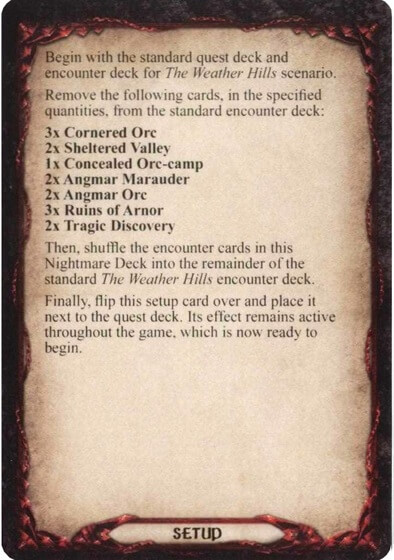 Begin with the standard quest deck and
encounter deck for The Weather Hills scenario.
Remove the following cards, in the specified
quantities, from the standard encounter deck:
3x Cornered Orc
2x Sheltered Valley
1x Concealed Orc-camp
2x Angmar Marauder
2x Angmar Orc
3x Ruins of Arnor
2x Tragic Discovery
Then, shuffle the encounter cards in this
Nightmare Deck into the remainder of the
standard The Weather Hills encounter deck.
Finally, flip this setup card over and place it
next to the quest deck. Its effect remains active
throughout the game, which is now ready to
begin.
SETUP